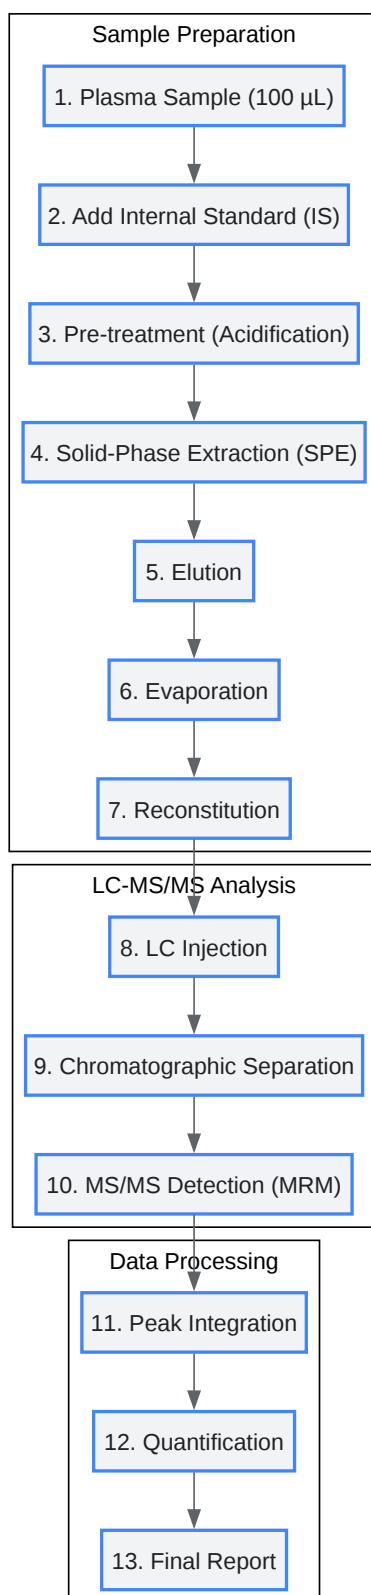 Sample Preparation
1. Plasma Sample (100 µL)
2. Add Internal Standard (IS)
3. Pre-treatment (Acidification)
4. Solid-Phase Extraction (SPE)
5. Elution
6. Evaporation
7. Reconstitution
LC-MS/MS Analysis
8. LC Injection
9. Chromatographic Separation
10. MS/MS Detection (MRM)
Data Processing
11. Peak Integration
12. Quantification
13. Final Report